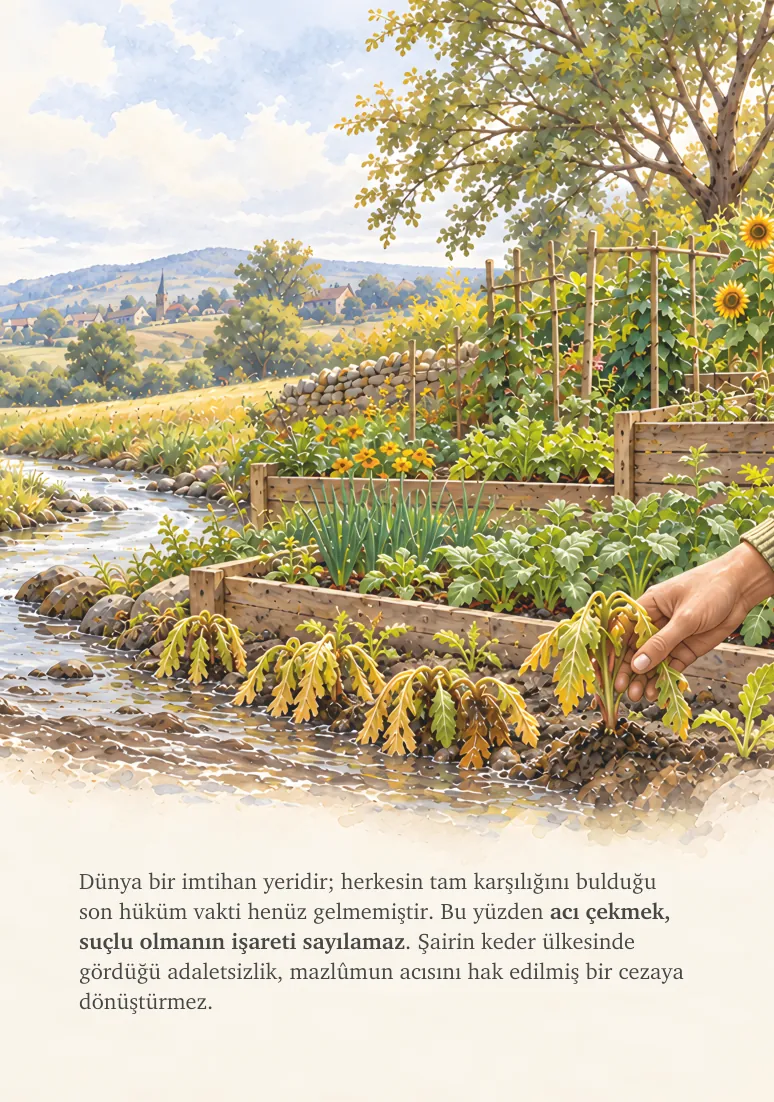 Dünya bir imtihan yeridir; herkesin tam karşılığını bulduğu
son hüküm vakti henüz gelmemiştir. Bu yüzden acı çekmek,
suçlu olmanın işareti sayılamaz. Şairin keder ülkesinde
gördüğü adaletsizlik, mazlûmun acısını hak edilmiş bir cezaya
dönüştürmez.